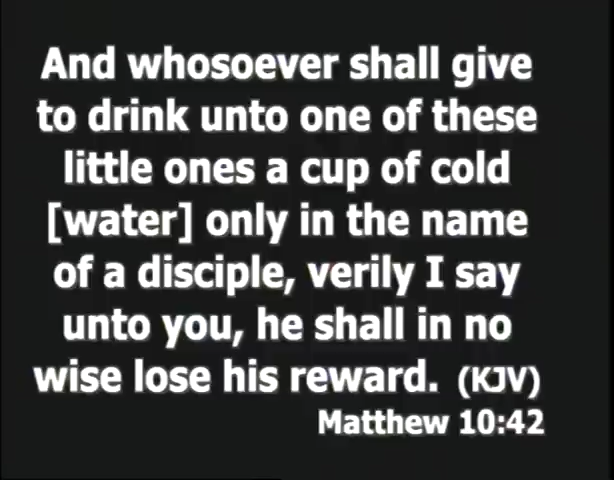 And whosoever shall give
to drink unto one of these
little ones a cup of cold
[water] only in the name
of a disciple, verily I say
unto you, he shall in no
wise lose his reward. (KJV)
Matthew 10:42